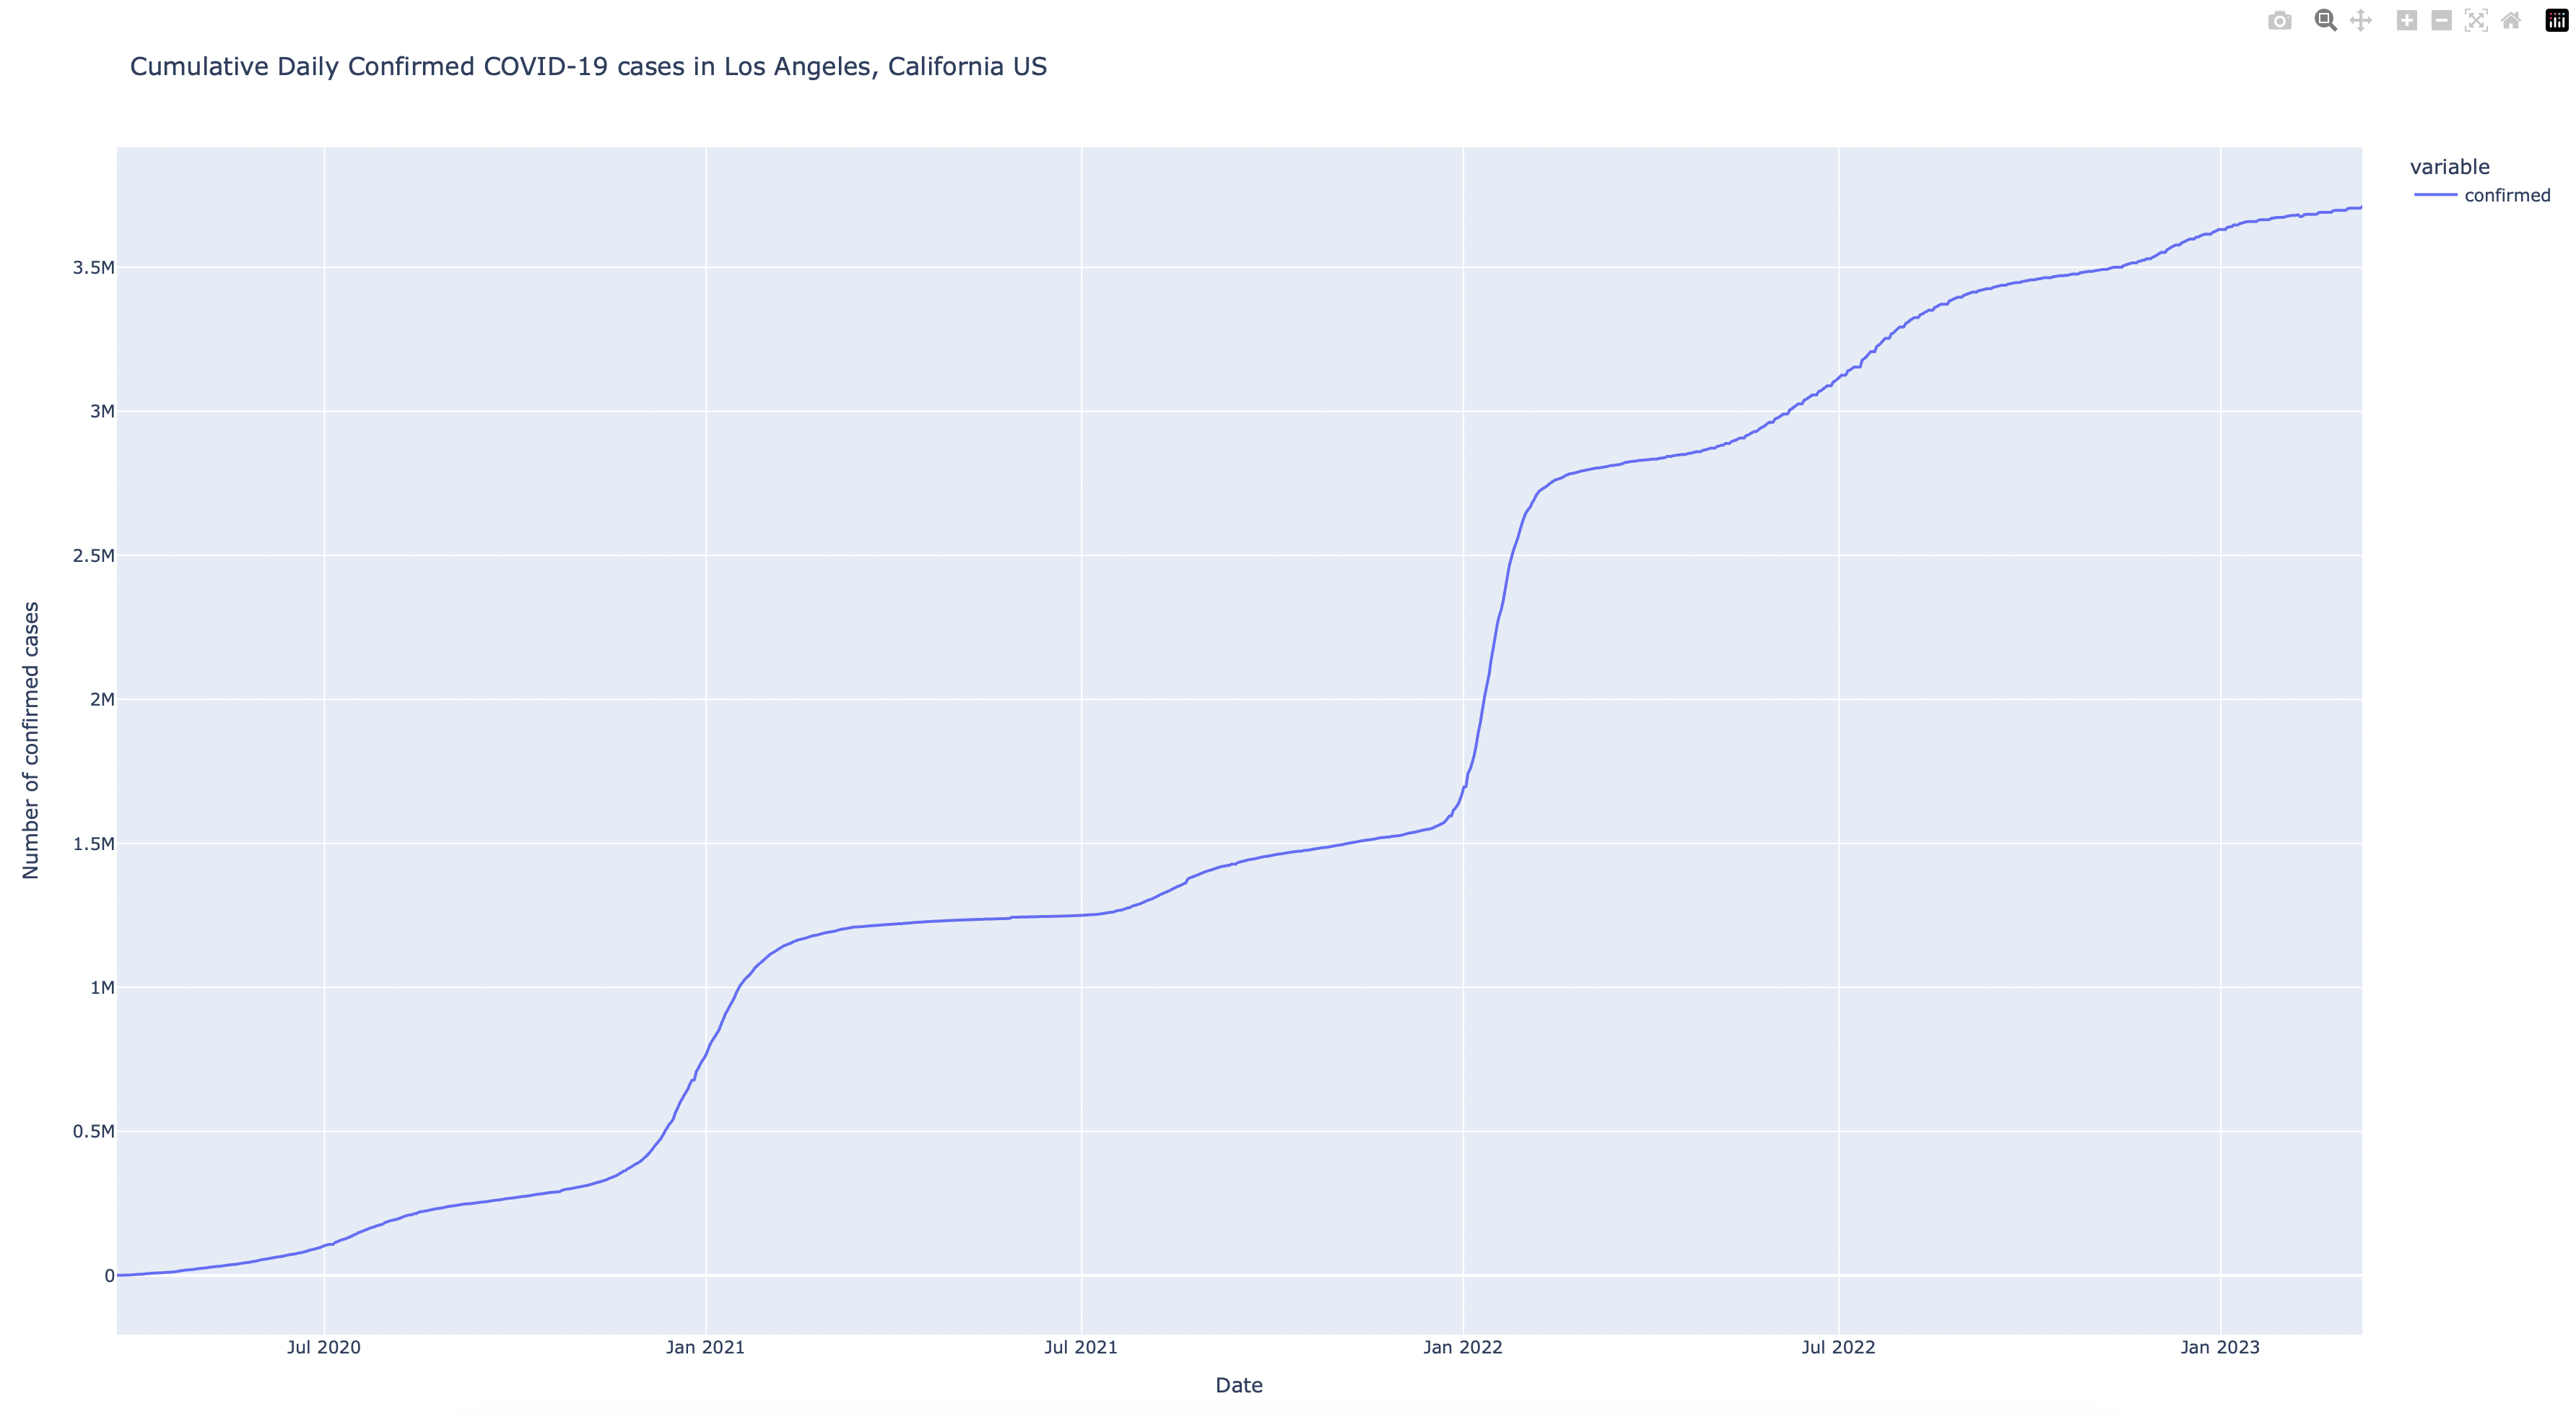 Cumulative Daily Confirmed COVID-19 cases in Los Angeles, California US
variable
confirmed
3.5M
3M
2.5M
2M
1.5M
1M
0.5M
0
Number of confirmed cases
Jul 2020
Jan 2021
Jul 2021
Jan 2022
Jul 2022
Jan 2023
Date